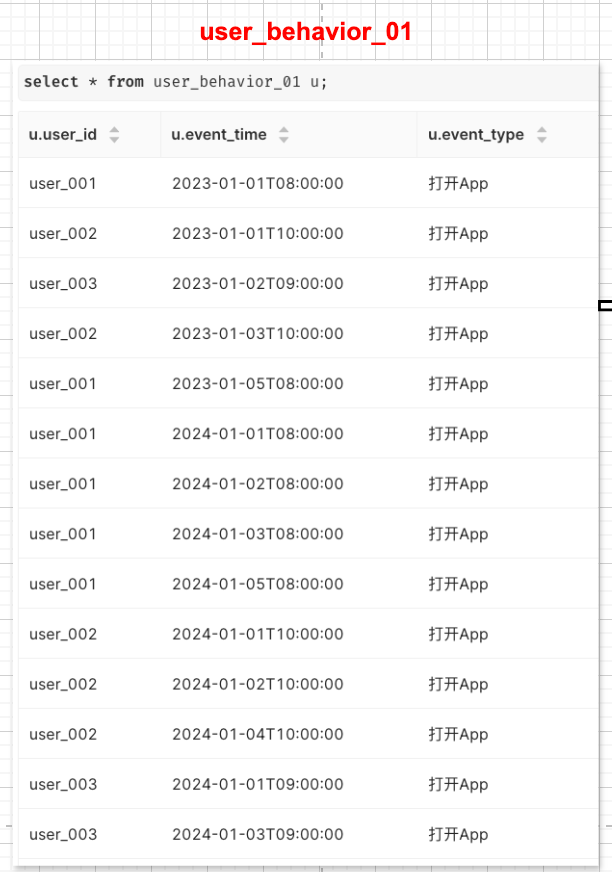 user_behavior_01
select * from user_behavior_01 u;
u.user_id u.event_time u.event_type
user_001 2023-01-01T08:00:00 打开App
user_002 2023-01-01T10:00:00 打开App
user_003 2023-01-02T09:00:00 打开App
user_002 2023-01-03T10:00:00 打开App
user_001 2023-01-05T08:00:00 打开App
user_001 2024-01-01T08:00:00 打开App
user_001 2024-01-02T08:00:00 打开App
user_001 2024-01-03T08:00:00 打开App
user_001 2024-01-05T08:00:00 打开App
user_002 2024-01-01T10:00:00 打开App
user_002 2024-01-02T10:00:00 打开App
user_002 2024-01-04T10:00:00 打开App
user_003 2024-01-01T09:00:00 打开App
user_003 2024-01-03T09:00:00 打开App